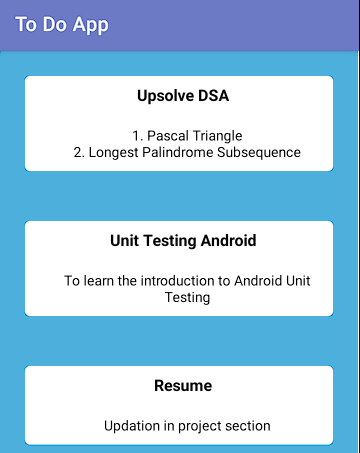 To Do App
Upsolve DSA
1. Pascal Triangle
2. Longest Palindrome Subsequence
Unit Testing Android
To learn the introduction to Android Unit
Testing
Resume
Updation in project section